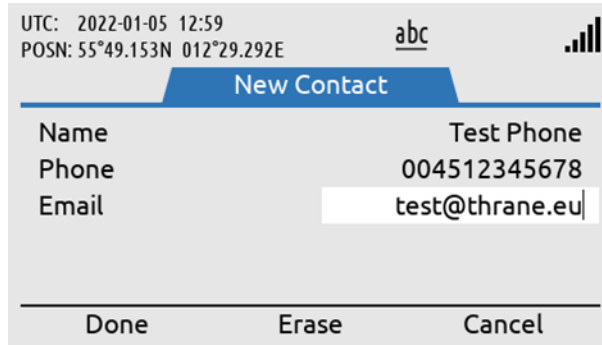 UTC: 2022-01-05 12:59
abc
POSN: 55°49.153N 012°29.292E
New Contact
Name Test Phone
Phone 004512345678
Email test@thrane.eu
Done Erase Cancel